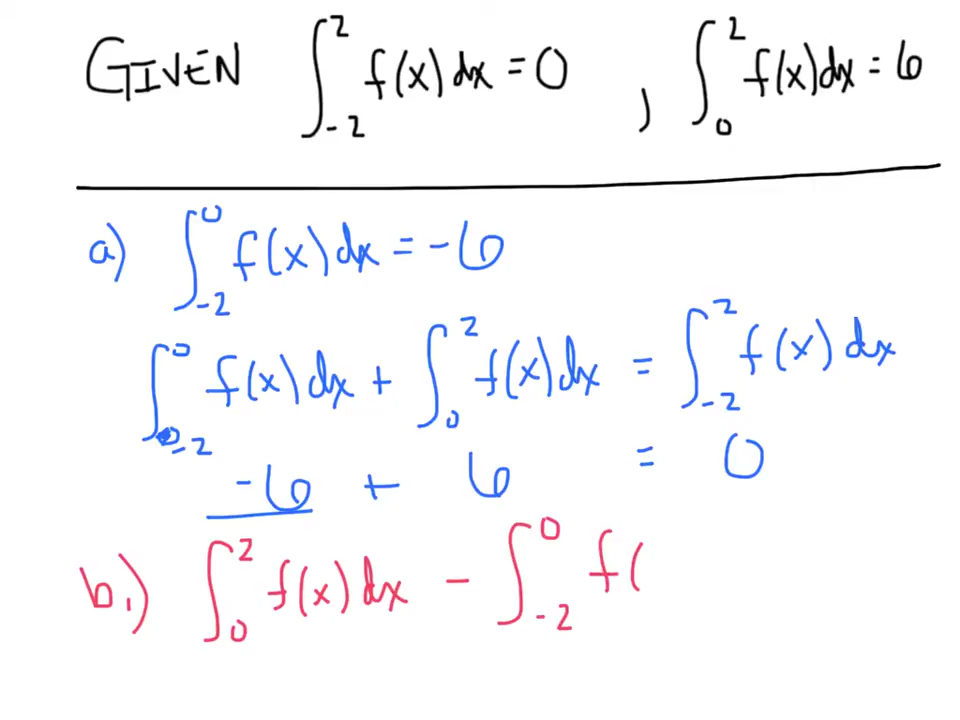 GIVEN ∫_{-2}^{2} f(x)dx = 0 , ∫_{0}^{2} f(x)dx = 6
a) ∫_{-2}^{0} f(x)dx = -6
∫_{-2}^{0} f(x)dx + ∫_{0}^{2} f(x)dx = ∫_{-2}^{2} f(x)dx
-6 + 6 = 0
b.) ∫_{0}^{2} f(x)dx - ∫_{-2}^{0} f(